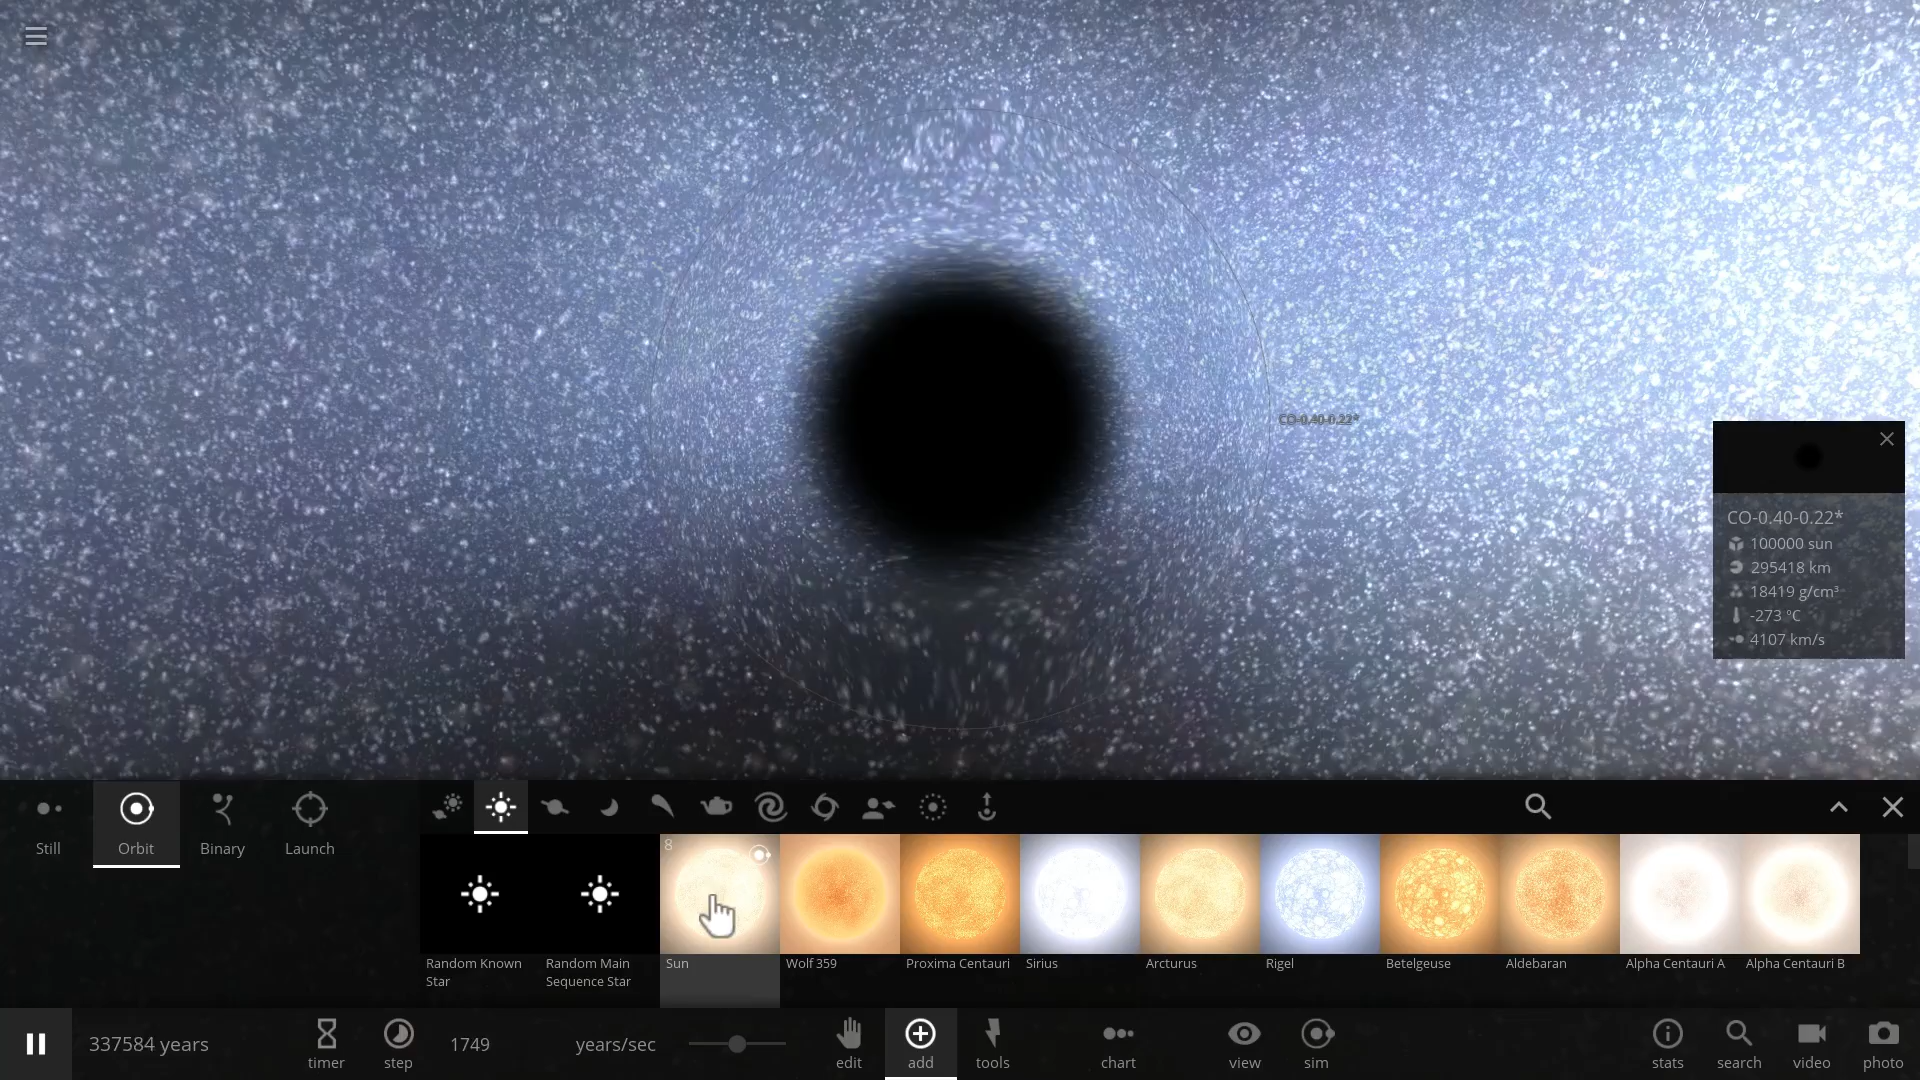 CO-0.40-0.22*
CO-0.40-0.22*
100000 sun
295418 km
18419 g/cm³
-273 °C
4107 km/s
Still
Orbit
Binary
Launch
8
Random Known Star
Random Main Sequence Star
Sun
Wolf 359
Proxima Centauri
Sirius
Arcturus
Rigel
Betelgeuse
Aldebaran
Alpha Centauri A
Alpha Centauri B
337584 years
timer
step
1749
years/sec
edit
add
tools
chart
view
sim
stats
search
video
photo